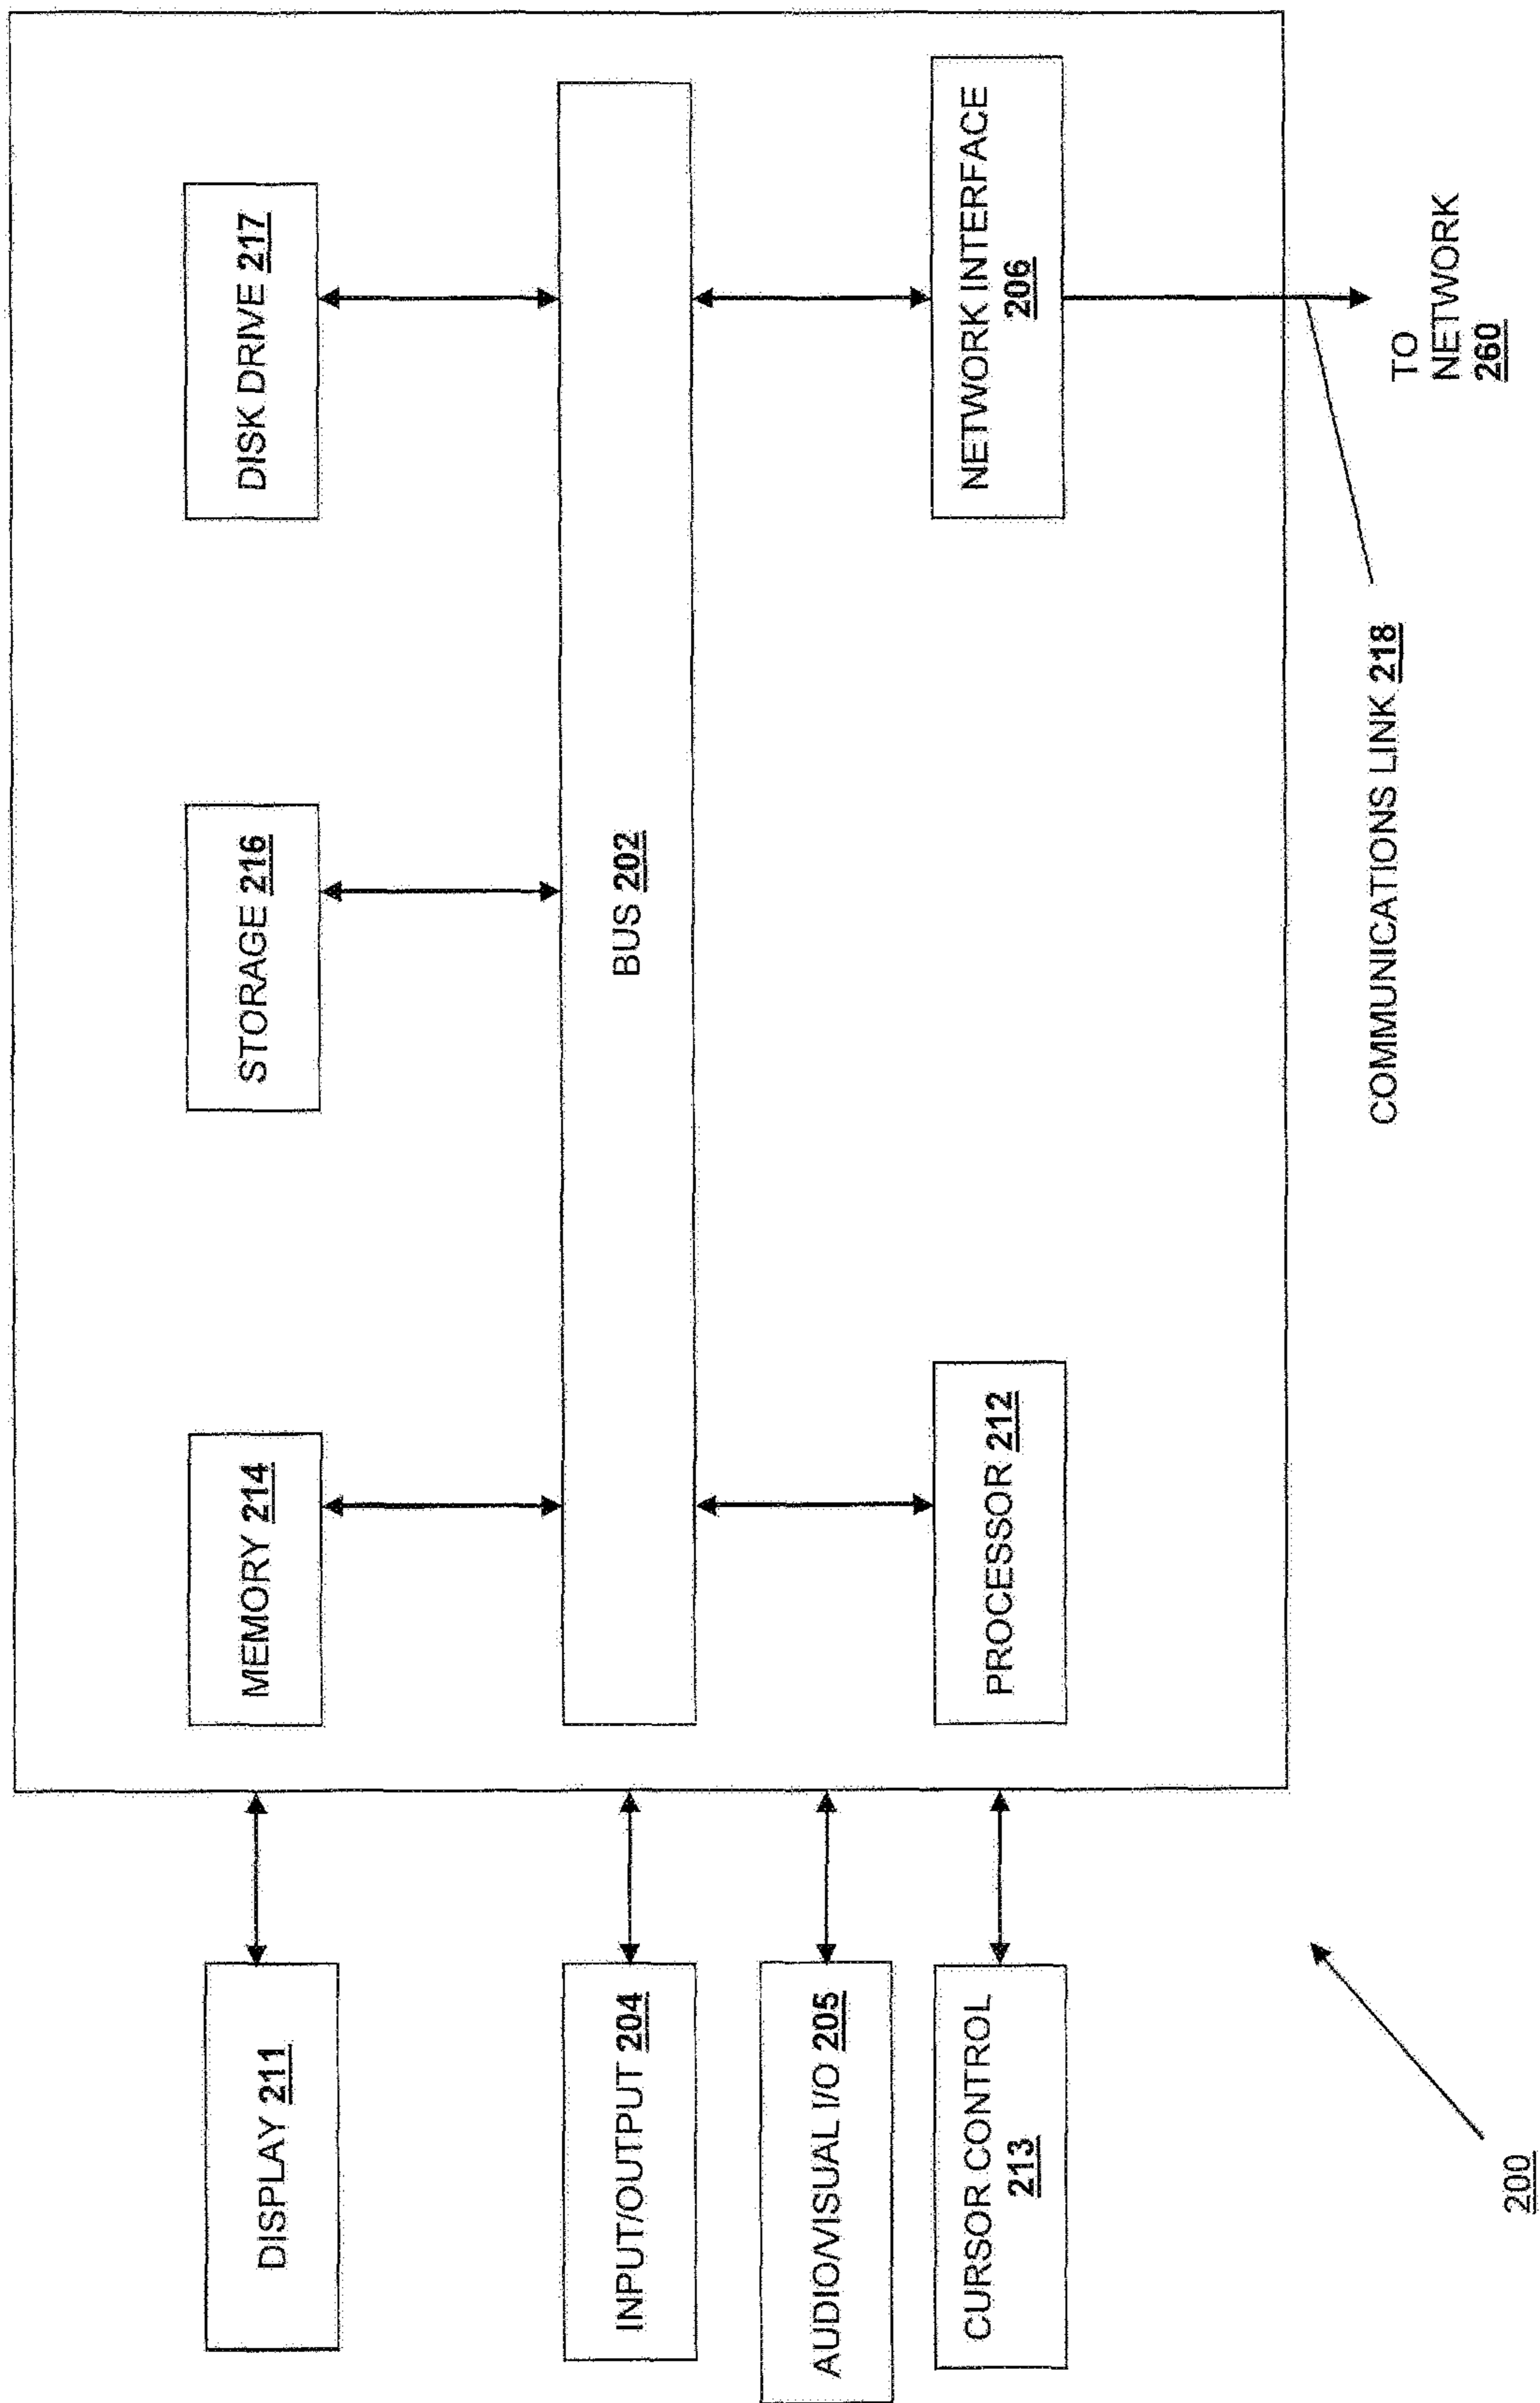 DISPLAY 211
INPUT/OUTPUT 204
AUDIO/VISUAL I/O 205
CURSOR CONTROL
213
MEMORY 214
STORAGE 216
DISK DRIVE 217
BUS 202
PROCESSOR 212
NETWORK INTERFACE
206
COMMUNICATIONS LINK 218
TO
NETWORK
260
200